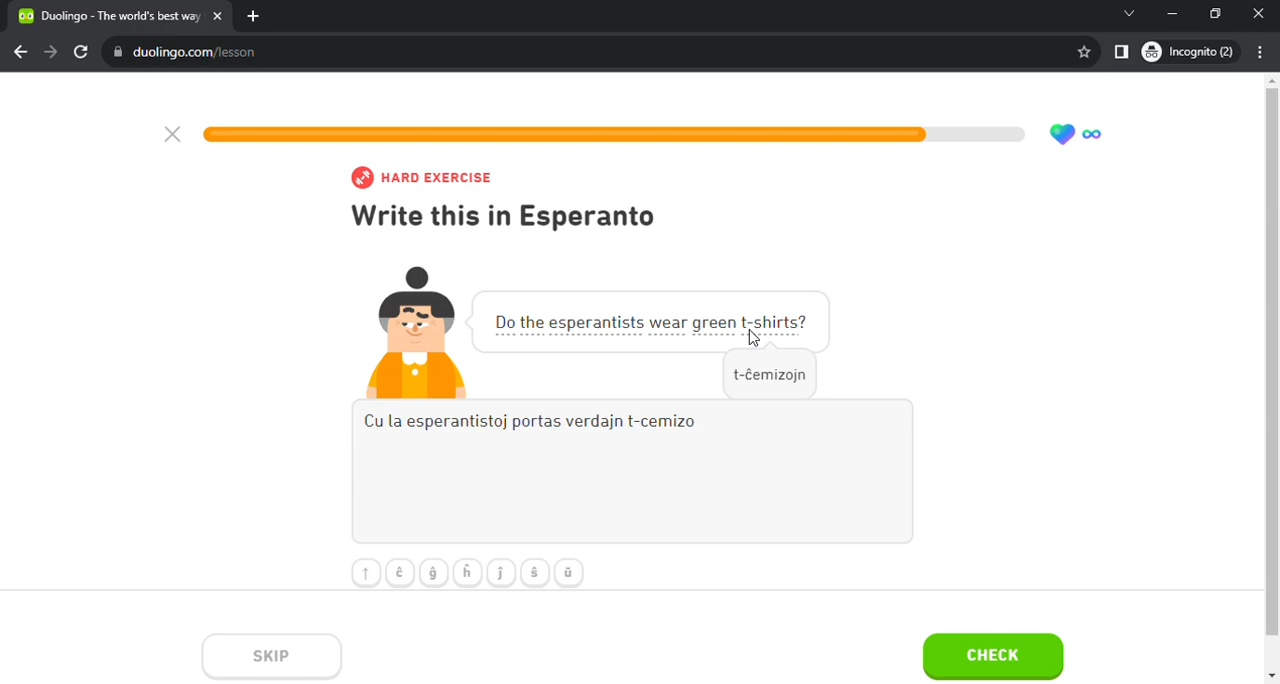 Duolingo - The world's best way
duolingo.com/lesson
Incognito (2)
HARD EXERCISE
Write this in Esperanto
Do the esperantists wear green t-shirts?
t-ĉemizojn
Cu la esperantistoj portas verdajn t-cemizo
↑ ĉ ĝ ĥ ĵ ŝ ŭ
SKIP
CHECK